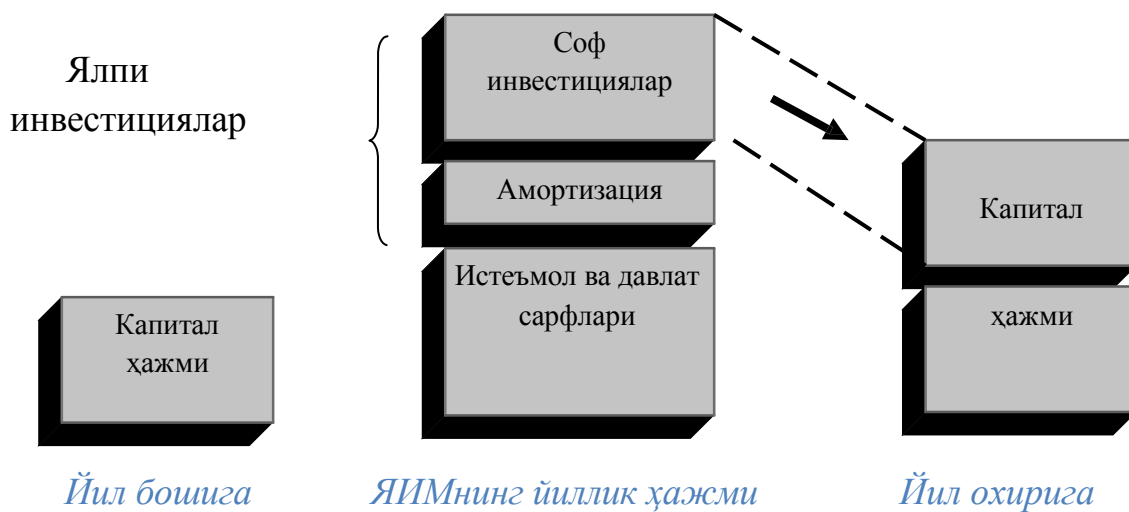 Ялпи
инвестициялар
Соф
инвестициялар
Амортизация
Истеъмол ва давлат
сарфлари
Капитал
ҳажми
Капитал
ҳажми
Йил бошига
ЯИМнинг йиллик ҳажми
Йил охирига